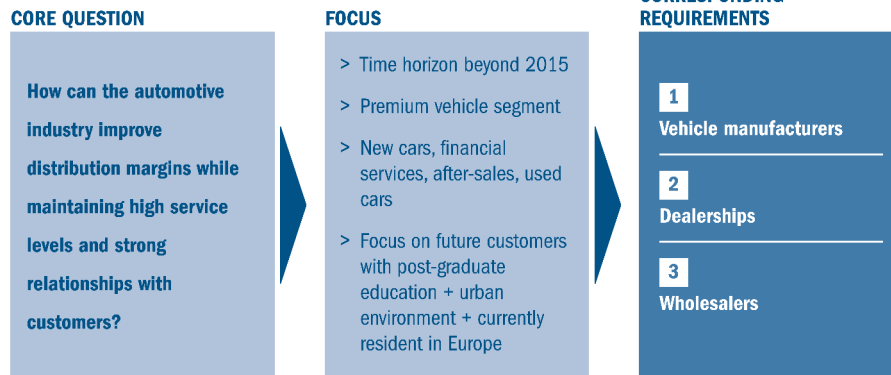 CORE QUESTION
How can the automotive
industry improve
distribution margins while
maintaining high service
levels and strong
relationships with
customers?
FOCUS
> Time horizon beyond 2015
> Premium vehicle segment
> New cars, financial
services, after-sales, used
cars
> Focus on future customers
with post-graduate
education + urban
environment + currently
resident in Europe
REQUIREMENTS
1
Vehicle manufacturers
2
Dealerships
3
Wholesalers